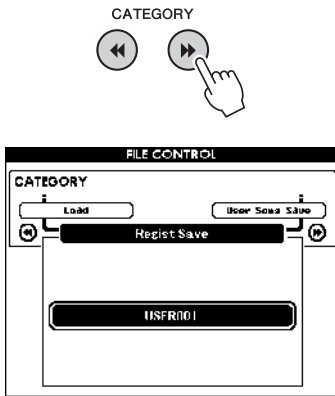 CATEGORY
FILE CONTROL
CATEGORY
Load
User Song Save
Regist Save
USER001